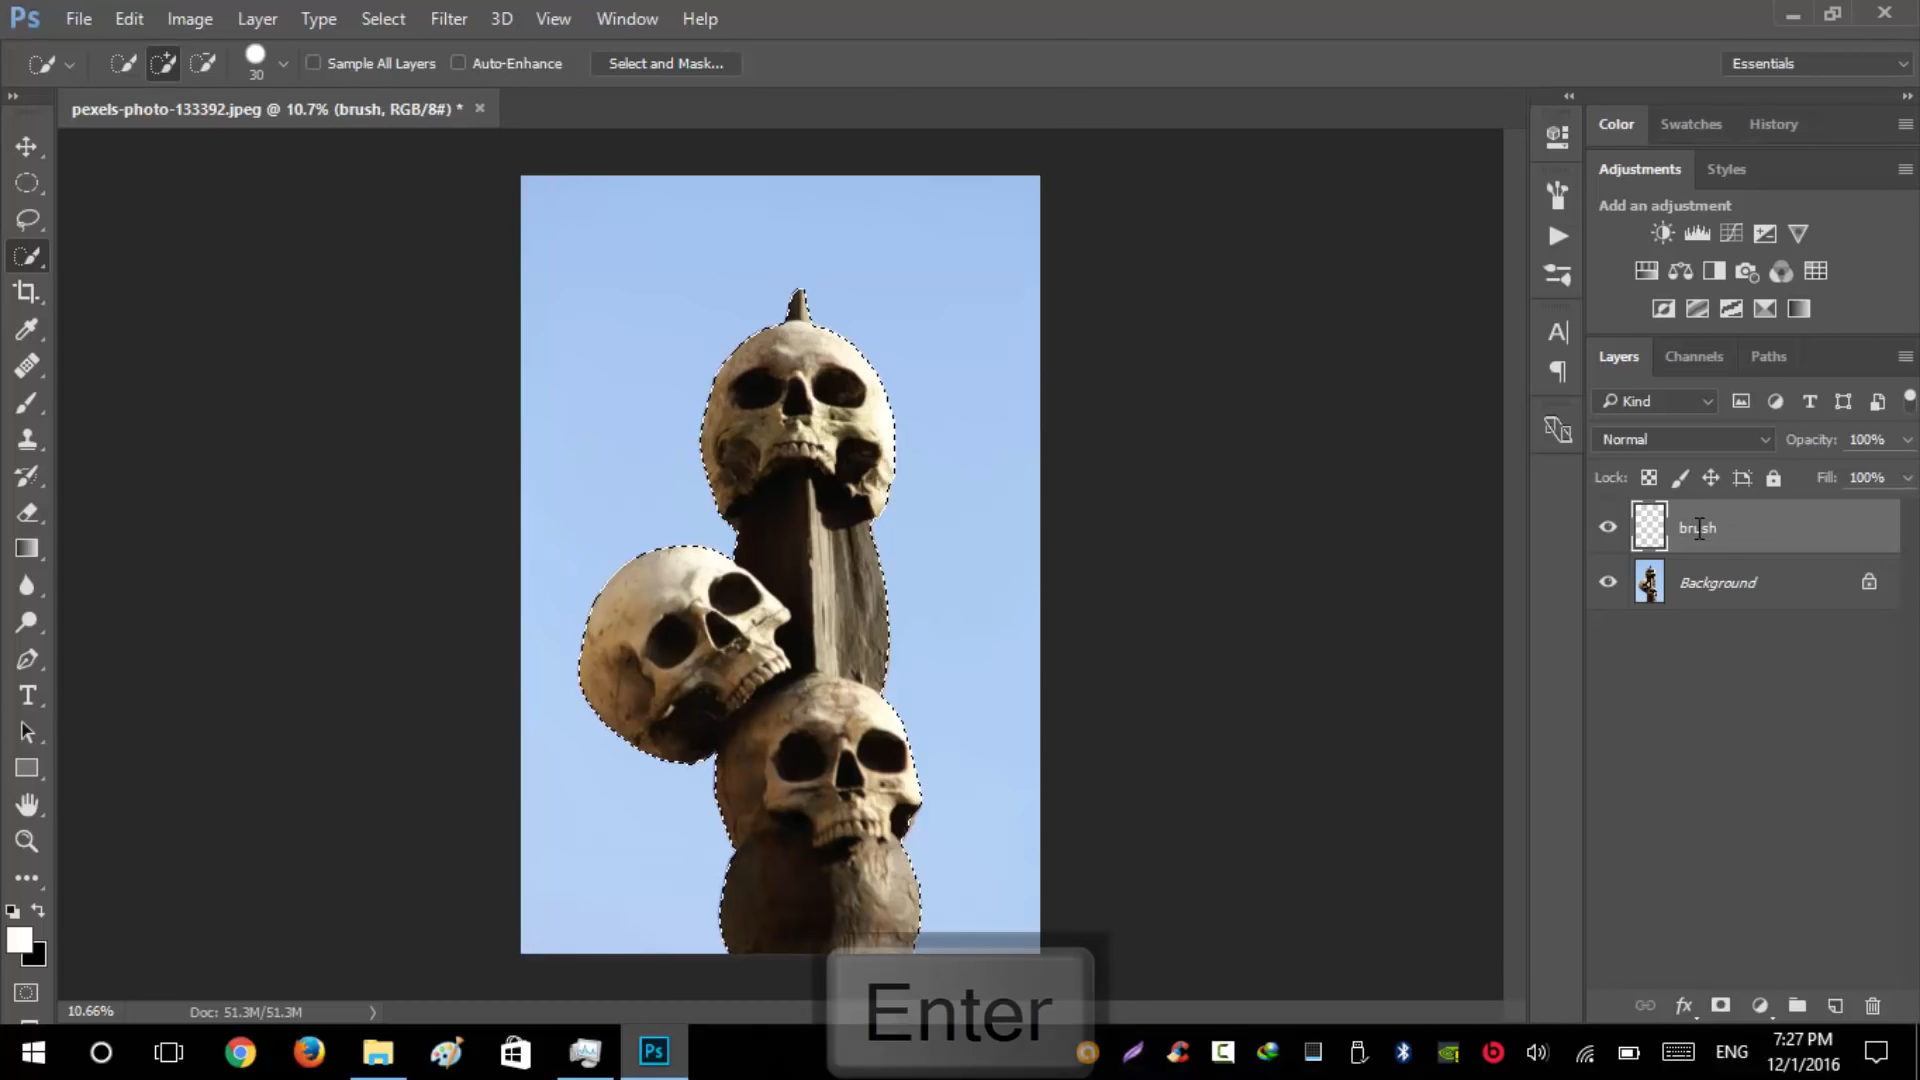 Ps File Edit Image Layer Type Select Filter 3D View Window Help
30 Sample All Layers Auto-Enhance Select and Mask... Essentials
pexels-photo-133392.jpeg @ 10.7% (brush, RGB/8#) *
Color Swatches History
Adjustments Styles
Add an adjustment
Layers Channels Paths
Kind
Normal Opacity: 100%
Lock: Fill: 100%
brush
Background
10.66% Doc: 51.3M/51.3M
Enter
Ps ENG 7:27 PM
12/1/2016